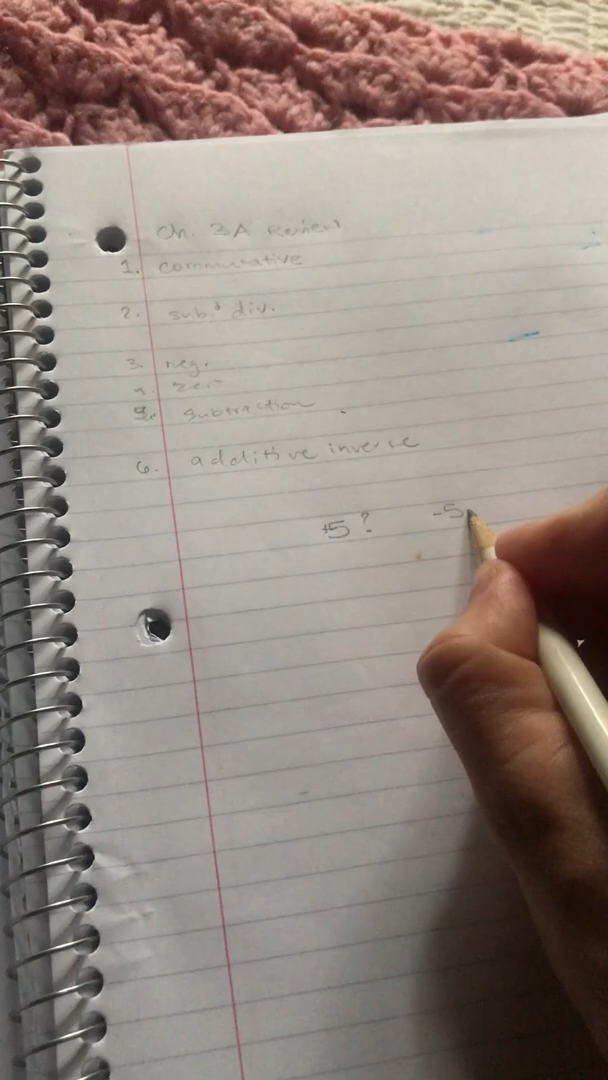 Ch. 3A Review
1. commutative
2. sub. & div.
3. neg.
4. zero
5. subtraction
6. additive inverse
+5? -5